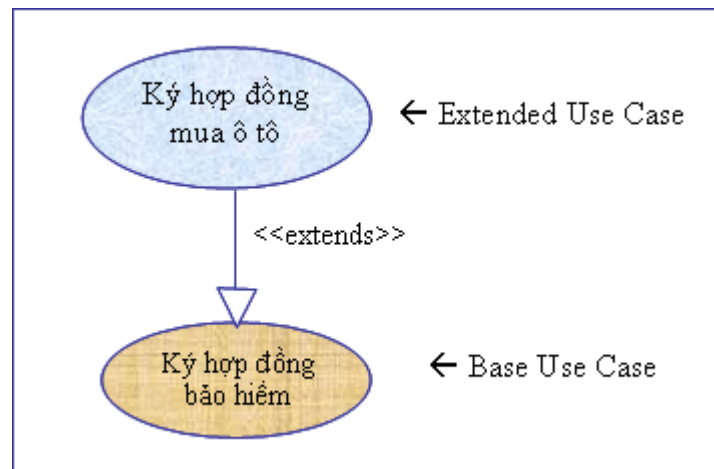 Ký hợp đồng
mua ô tô
← Extended Use Case
<<extends>>
Ký hợp đồng
bảo hiểm
← Base Use Case